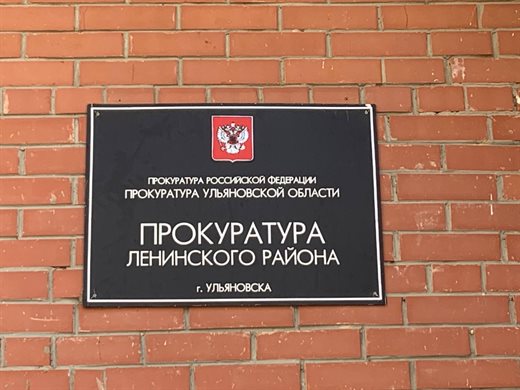 ПРОКУРАТУРА РОССИЙСКОЙ ФЕДЕРАЦИИ
ПРОКУРАТУРА УЛЬЯНОВСКОЙ ОБЛАСТИ
ПРОКУРАТУРА
ЛЕНИНСКОГО РАЙОНА
г. УЛЬЯНОВСКА